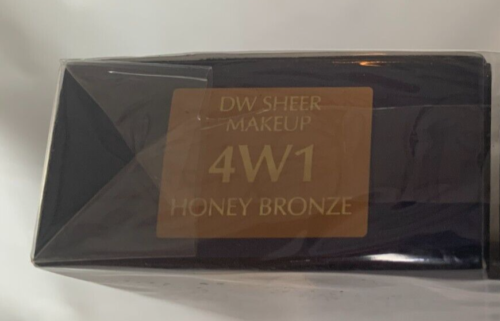 DW SHEER
MAKEUP
4W1
HONEY BRONZE